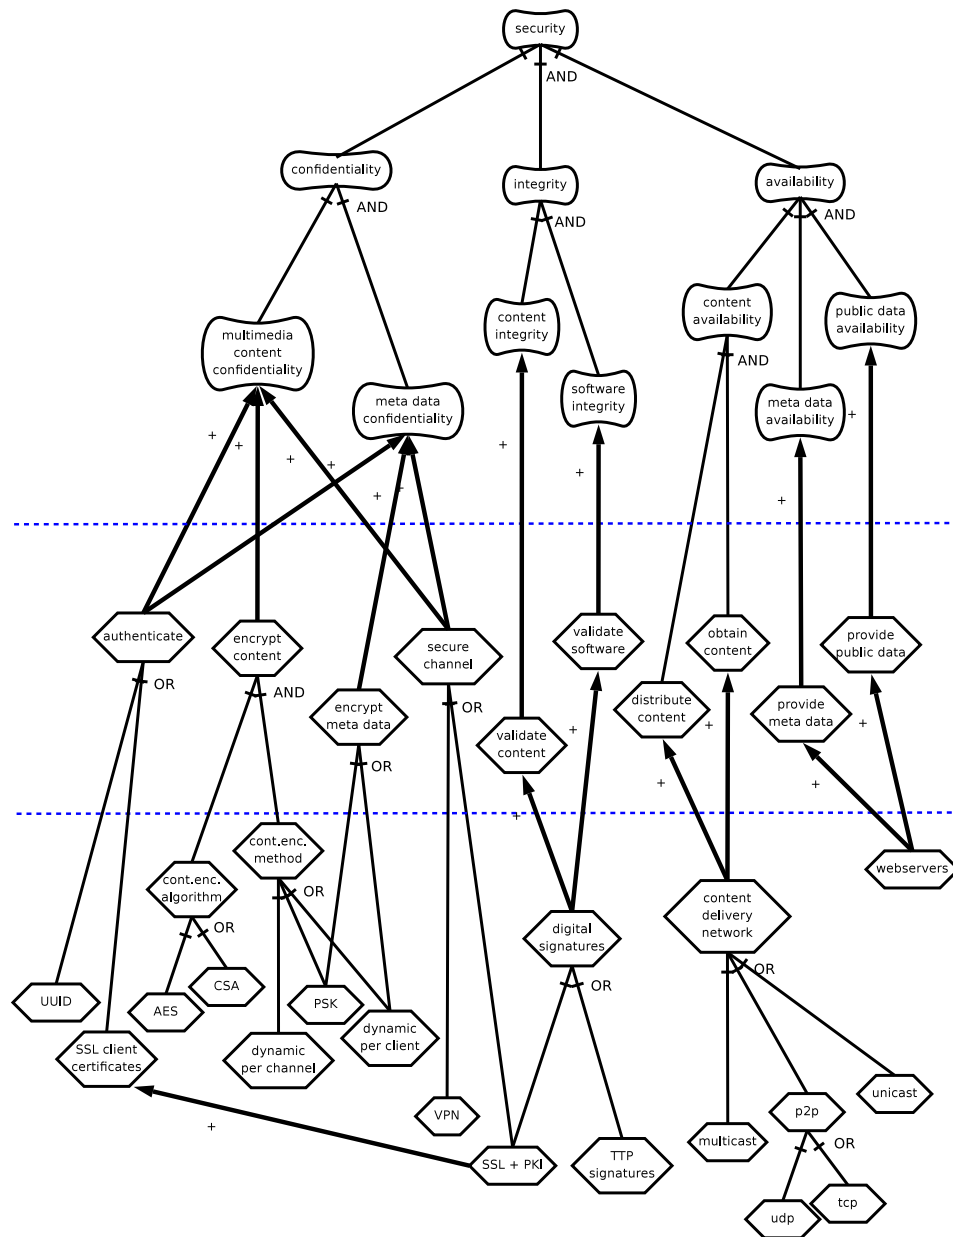 security
AND
confidentiality
integrity
availability
AND
AND
AND
multimedia
content
confidentiality
meta data
confidentiality
content
integrity
software
integrity
content
availability
public data
availability
AND
meta data
availability
+
+
+
+
+
+
+
+
+
+
authenticate
encrypt
content
secure
channel
validate
software
obtain
content
provide
public data
OR
AND
OR
encrypt
meta data
validate
content
distribute
content
provide
meta data
OR
+
+
+
+
+
+
cont.enc.
method
cont.enc.
algorithm
webservers
OR
OR
digital
signatures
content
delivery
network
OR
OR
UUID
AES
CSA
PSK
dynamic
per client
SSL client
certificates
dynamic
per channel
VPN
+
SSL + PKI
TTP
signatures
multicast
p2p
unicast
OR
udp
tcp